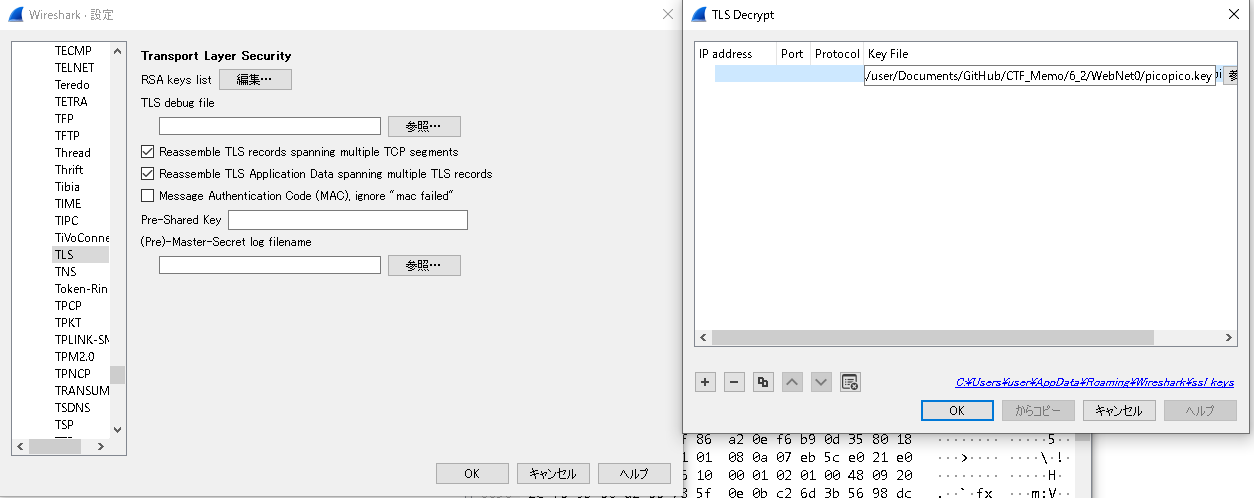 Wireshark · 設定
TECMP
TELNET
Teredo
TETRA
TFP
TFTP
Thread
Thrift
Tibia
TIME
TIPC
TiVoConne
TLS
TNS
Token-Rin
TPCP
TPKT
TPLINK-SM
TPM2.0
TPNCP
TRANSUM
TSDNS
TSP
Transport Layer Security
RSA keys list
編集…
TLS debug file
参照…
Reassemble TLS records spanning multiple TCP segments
Reassemble TLS Application Data spanning multiple TLS records
Message Authentication Code (MAC), ignore "mac failed"
Pre-Shared Key
(Pre)-Master-Secret log filename
参照…
OK
キャンセル
ヘルプ
TLS Decrypt
IP address Port Protocol Key File
/user/Documents/GitHub/CTF_Memo/6_2/WebNet0/picopico.key
参
C:¥Users¥user¥AppData¥Roaming¥Wireshark¥ssl_keys
OK
からコピー
キャンセル
ヘルプ
86 a2 0e f6 b9 0d 35 80 18 ········ ·····5··
01 08 0a 07 eb 5c e0 21 e0 ···>···· ····\·!·
10 00 01 02 01 00 48 09 20 ········ ·····H·
5f 0e 0b c2 6d 3b 56 98 dc